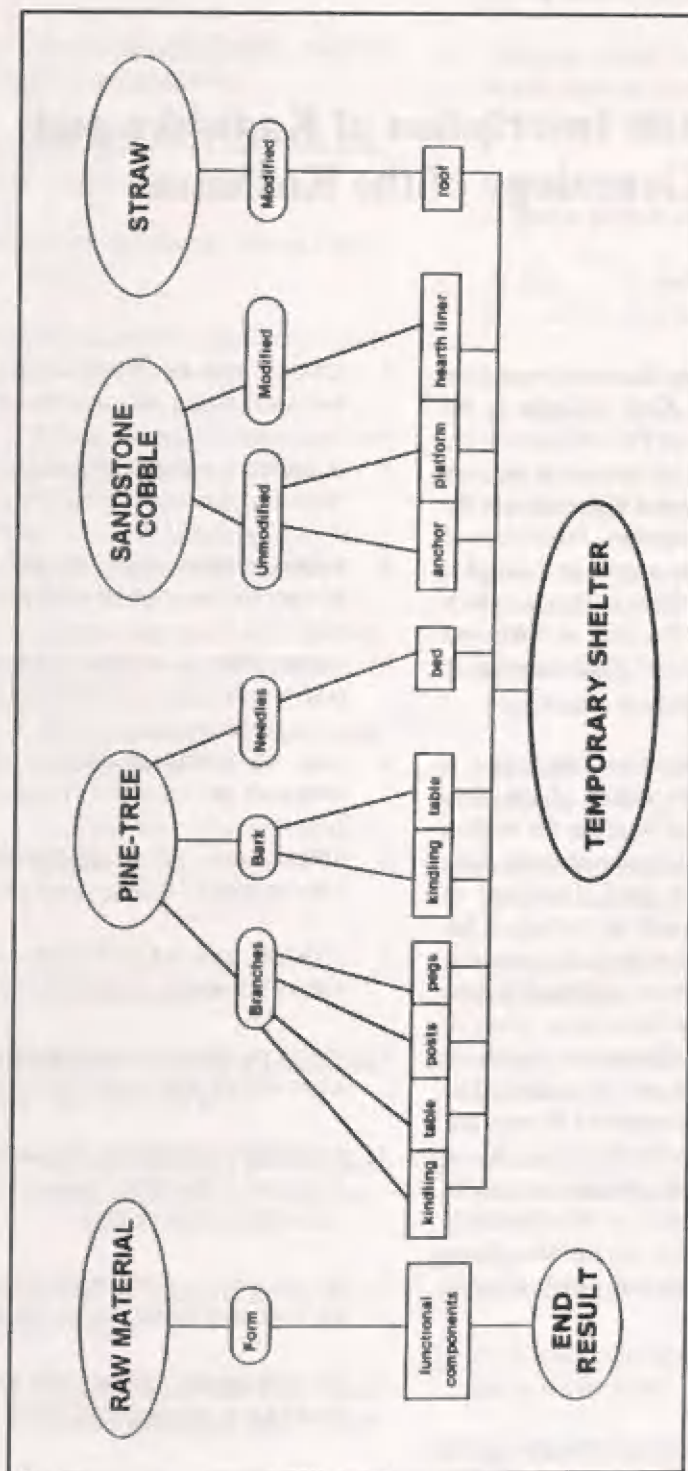 RAW MATERIAL
Form
functional
components
END
RESULT
PINE-TREE
Branches
Bark
Needles
kindling
table
posts
pegs
kindling
table
bed
SANDSTONE
COBBLE
Unmodified
Modified
anchor
platform
hearth liner
STRAW
Modified
roof
TEMPORARY SHELTER